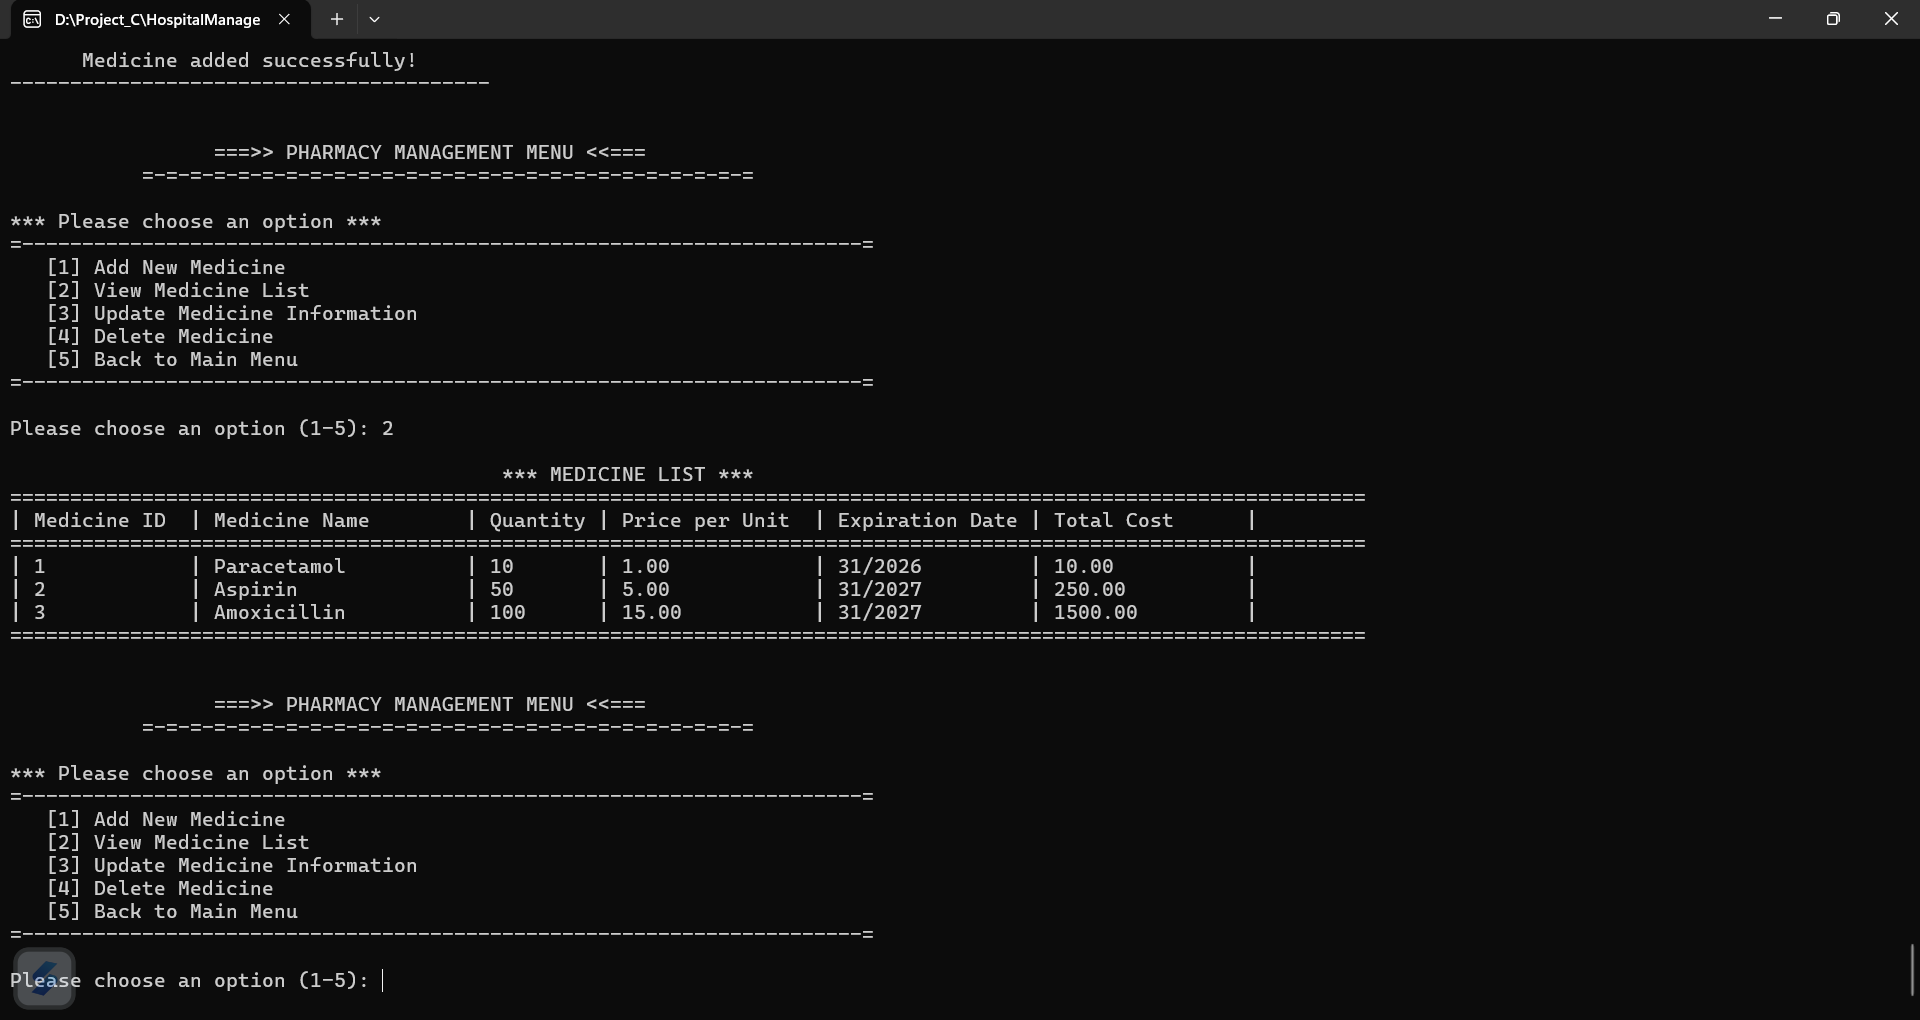 D:\Project_C\HospitalManage
Medicine added successfully!
----------------------------------------
===>> PHARMACY MANAGEMENT MENU <<===
=-=-=-=-=-=-=-=-=-=-=-=-=-=-=-=-=-=-=-=-=-=-=-=-=-=
*** Please choose an option ***
=----------------------------------------------------------------------=
[1] Add New Medicine
[2] View Medicine List
[3] Update Medicine Information
[4] Delete Medicine
[5] Back to Main Menu
=----------------------------------------------------------------------=
Please choose an option (1-5): 2
*** MEDICINE LIST ***
=================================================================================================================
| Medicine ID | Medicine Name | Quantity | Price per Unit | Expiration Date | Total Cost |
=================================================================================================================
| 1 | Paracetamol | 10 | 1.00 | 31/2026 | 10.00 |
| 2 | Aspirin | 50 | 5.00 | 31/2027 | 250.00 |
| 3 | Amoxicillin | 100 | 15.00 | 31/2027 | 1500.00 |
=================================================================================================================
===>> PHARMACY MANAGEMENT MENU <<===
=-=-=-=-=-=-=-=-=-=-=-=-=-=-=-=-=-=-=-=-=-=-=-=-=-=
*** Please choose an option ***
=----------------------------------------------------------------------=
[1] Add New Medicine
[2] View Medicine List
[3] Update Medicine Information
[4] Delete Medicine
[5] Back to Main Menu
=----------------------------------------------------------------------=
Please choose an option (1-5):